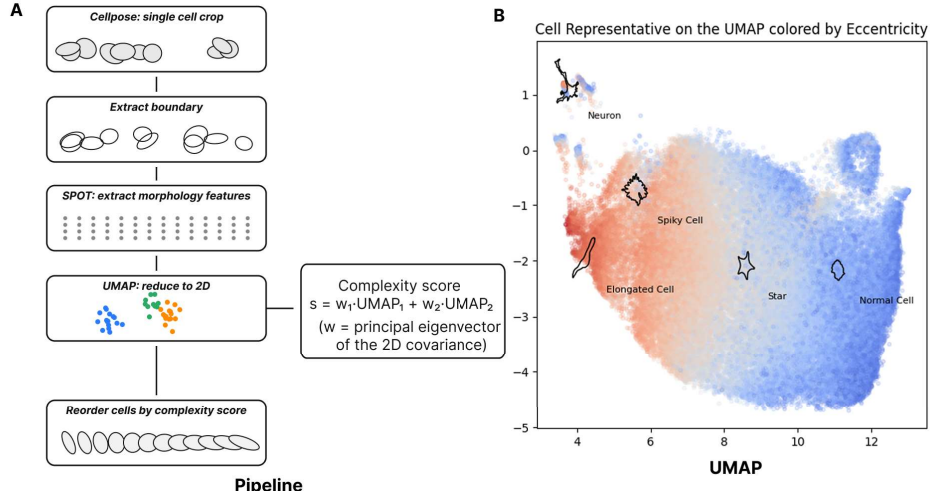 A
Cellpose: single cell crop
Extract boundary
SPOT: extract morphology features
UMAP: reduce to 2D
Complexity score
s = w₁·UMAP₁ + w₂·UMAP₂
(w = principal eigenvector
of the 2D covariance)
Reorder cells by complexity score
Pipeline
B
Cell Representative on the UMAP colored by Eccentricity
1
0
−1
−2
−3
−4
−5
Neuron
Spiky Cell
Elongated Cell
Star
Normal Cell
4 6 8 10 12
UMAP